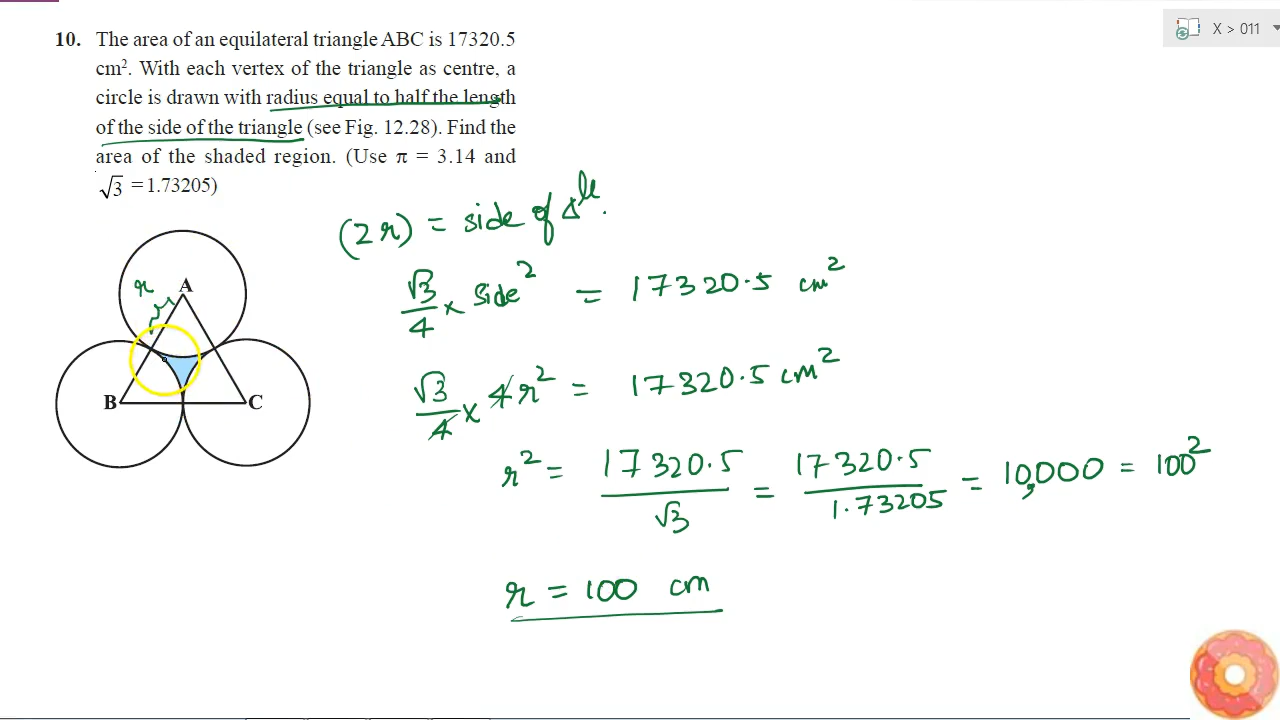 X > 011
10. The area of an equilateral triangle ABC is 17320.5
cm². With each vertex of the triangle as centre, a
circle is drawn with radius equal to half the length
of the side of the triangle (see Fig. 12.28). Find the
area of the shaded region. (Use π = 3.14 and
√3 = 1.73205)
(2r) = side of Δle.
√3/4 × side² = 17320.5 cm²
√3/4 × 4r² = 17320.5 cm²
r² = 17320.5/√3 = 17320.5/1.73205 = 10,000 = 100²
r = 100 cm
r
A
B
C